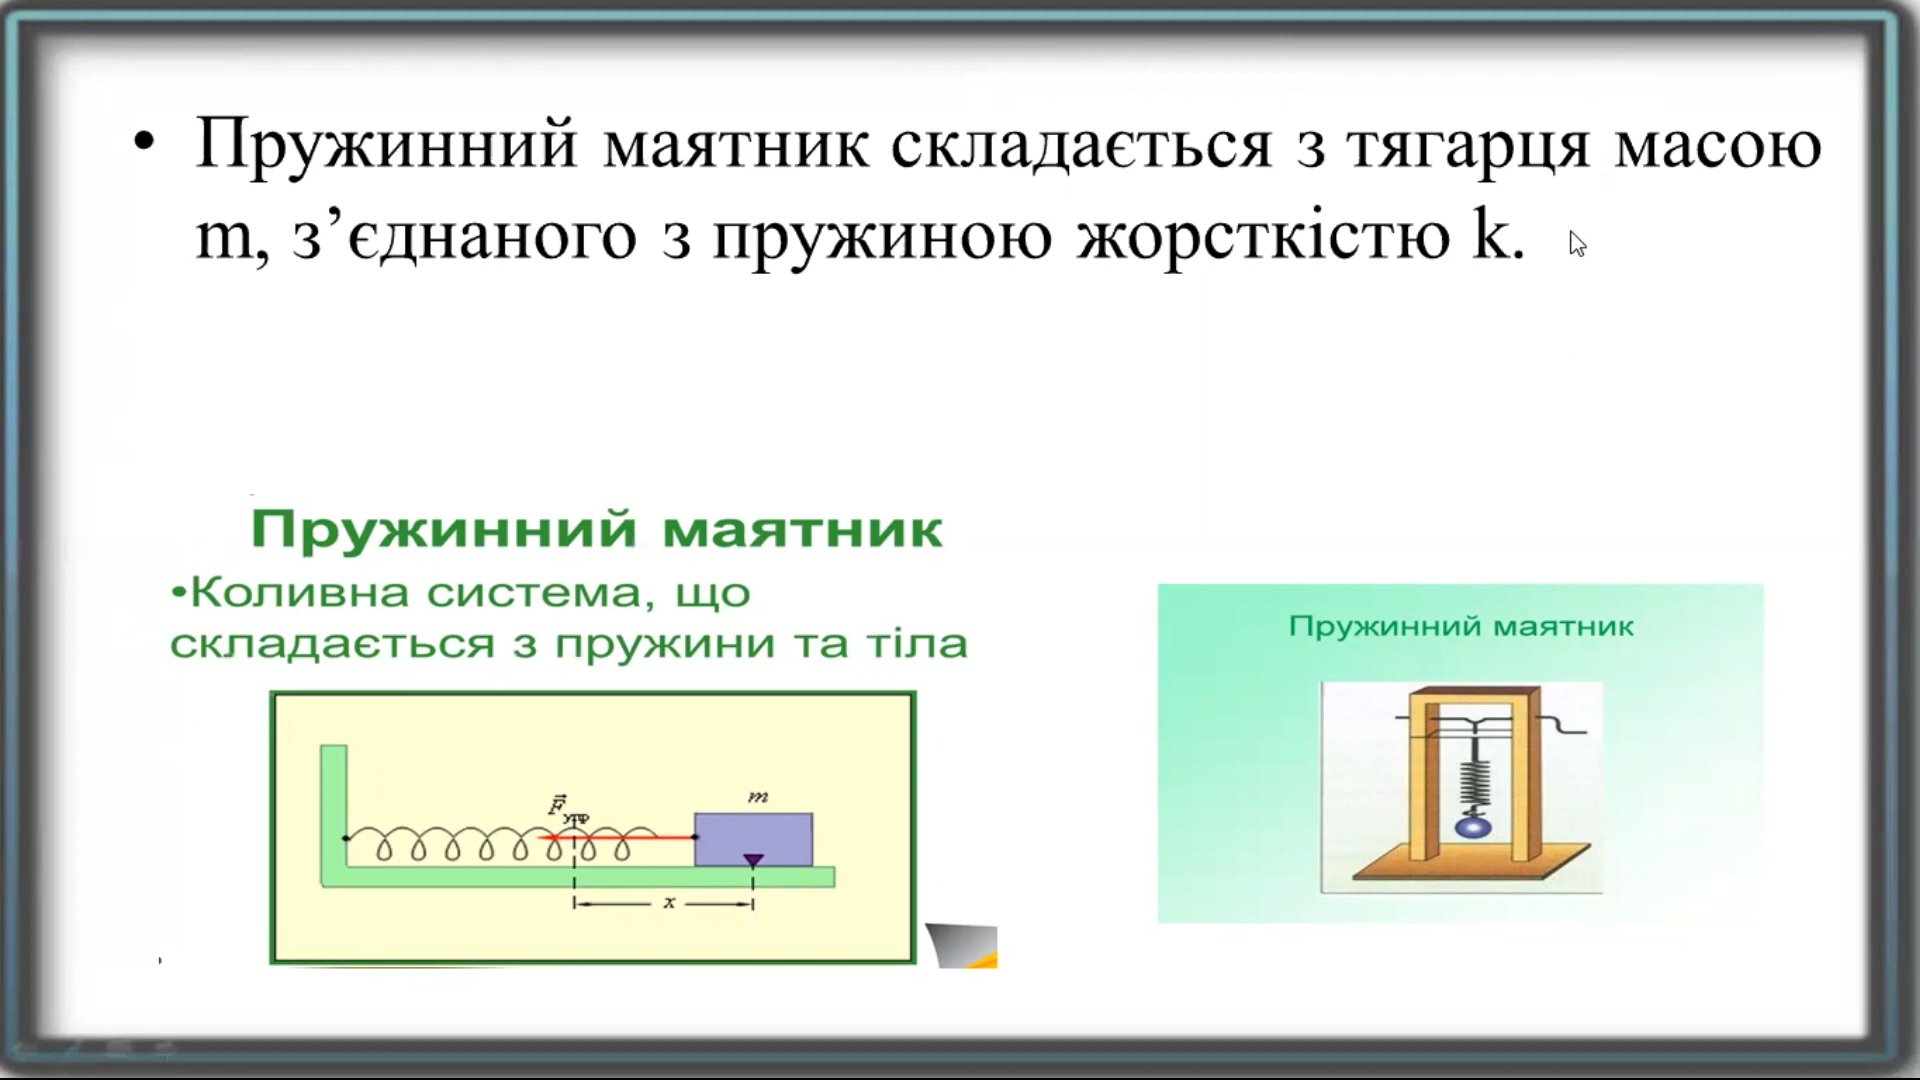 • Пружинний маятник складається з тягарця масою
m, з’єднаного з пружиною жорсткістю k.
Пружинний маятник
•Коливна система, що
складається з пружини та тіла
F упр
m
x
Пружинний маятник